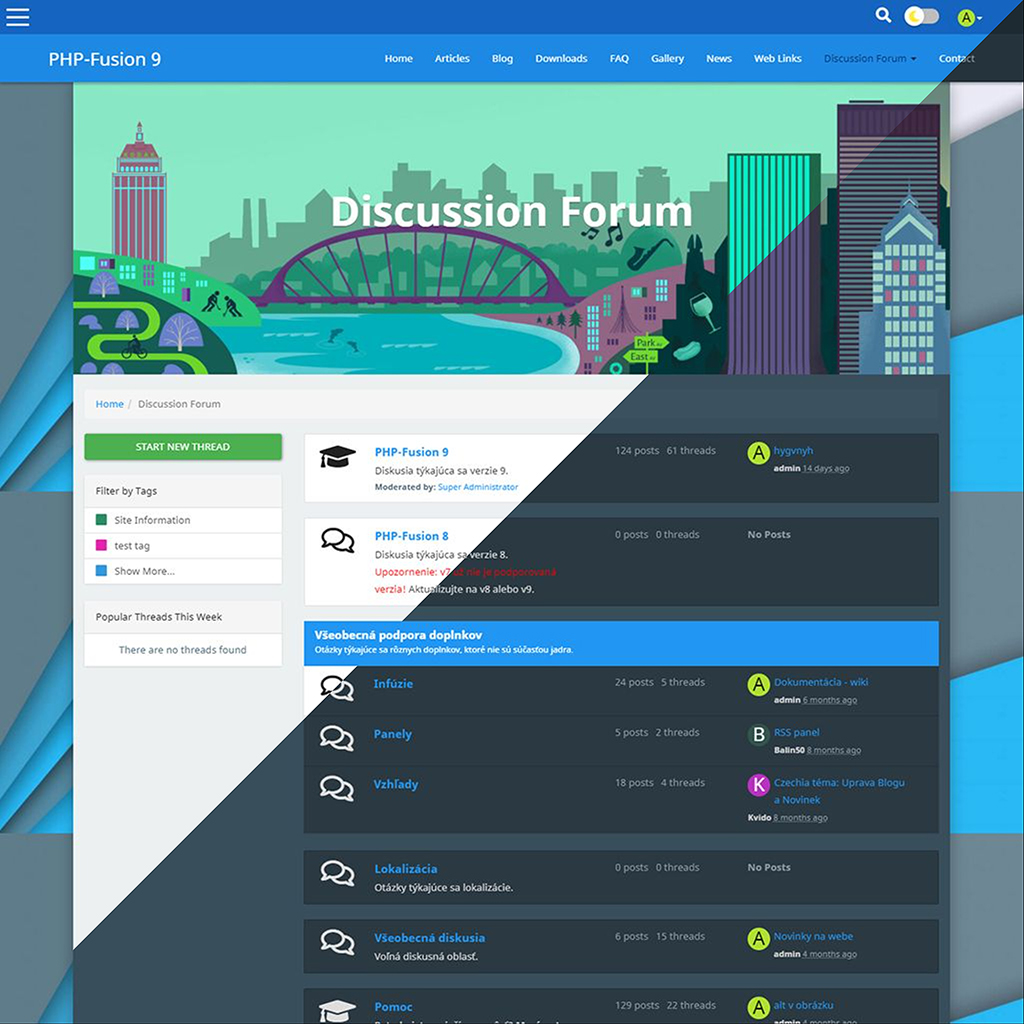 A
PHP-Fusion 9
Home Articles Blog Downloads FAQ Gallery News Web Links Discussion Forum Contact
Discussion Forum
Park AV
East AV
Home / Discussion Forum
START NEW THREAD
Filter by Tags
Site Information
test tag
Show More...
Popular Threads This Week
There are no threads found
PHP-Fusion 9
Diskusia týkajúca sa verzie 9.
Moderated by: Super Administrator
124 posts 61 threads
A hygvnyh
admin 14 days ago
PHP-Fusion 8
Diskusia týkajúca sa verzie 8.
Upozornenie: v7 už nie je podporovaná
verzia! Aktualizujte na v8 alebo v9.
0 posts 0 threads
No Posts
Všeobecná podpora doplnkov
Otázky týkajúce sa rôznych doplnkov, ktoré nie sú súčasťou jadra.
Infúzie
24 posts 5 threads
A Dokumentácia - wiki
admin 6 months ago
Panely
5 posts 2 threads
B RSS panel
Balin50 8 months ago
Vzhľady
18 posts 4 threads
K Czechia téma: Uprava Blogu
a Novinek
Kvido 8 months ago
Lokalizácia
Otázky týkajúce sa lokalizácie.
0 posts 0 threads
No Posts
Všeobecná diskusia
Voľná diskusná oblasť.
6 posts 15 threads
A Novinky na webe
admin 4 months ago
Pomoc
129 posts 22 threads
A alt v obrázku
admin 4 months ago